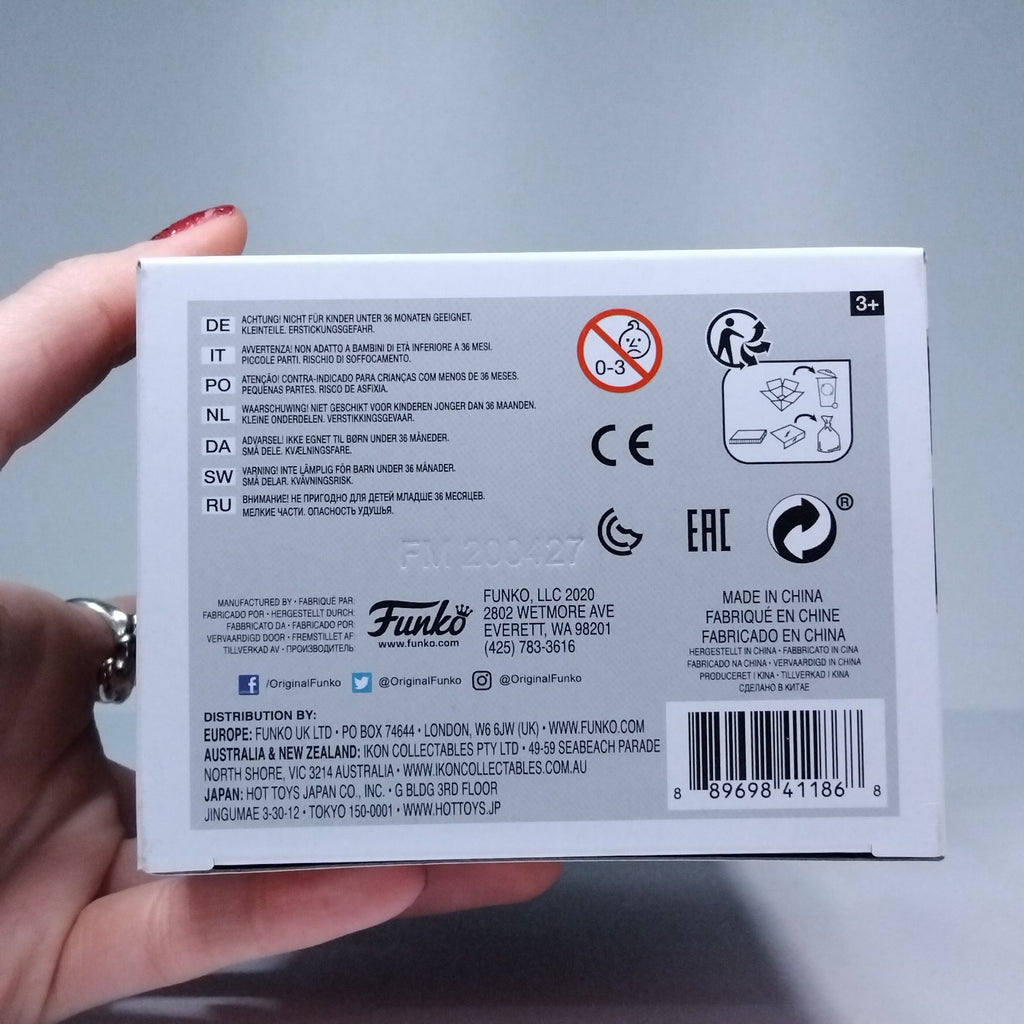 3+
DE ACHTUNG! NICHT FÜR KINDER UNTER 36 MONATEN GEEIGNET.
KLEINTEILE. ERSTICKUNGSGEFAHR.
IT AVVERTENZA! NON ADATTO A BAMBINI DI ETÀ INFERIORE A 36 MESI.
PICCOLE PARTI. RISCHIO DI SOFFOCAMENTO.
PO ATENÇÃO! CONTRA-INDICADO PARA CRIANÇAS COM MENOS DE 36 MESES.
PEQUENAS PARTES. RISCO DE ASFIXIA.
NL WAARSCHUWING! NIET GESCHIKT VOOR KINDEREN JONGER DAN 36 MAANDEN.
KLEINE ONDERDELEN. VERSTIKKINGSGEVAAR.
DA ADVARSEL! IKKE EGNET TIL BØRN UNDER 36 MÅNEDER.
SMÅ DELE. KVÆLNINGSFARE.
SW VARNING! INTE LÄMPLIG FÖR BARN UNDER 36 MÅNADER.
SMÅ DELAR. KVÄVNINGSRISK.
RU ВНИМАНИЕ! НЕ ПРИГОДНО ДЛЯ ДЕТЕЙ МЛАДШЕ 36 МЕСЯЦЕВ.
МЕЛКИЕ ЧАСТИ. ОПАСНОСТЬ УДУШЬЯ.
0-3
CE
EAC
®
FM 200427
MANUFACTURED BY • FABRIQUÉ PAR:
FABRICADO POR • HERGESTELLT DURCH:
FABBRICATO DA • FABRICADO POR:
VERVAARDIGD DOOR • FREMSTILLET AF:
TILLVERKAD AV • ПРОИЗВОДИТЕЛЬ:
Funko
www.funko.com
FUNKO, LLC 2020
2802 WETMORE AVE
EVERETT, WA 98201
(425) 783-3616
MADE IN CHINA
FABRIQUÉ EN CHINE
FABRICADO EN CHINA
HERGESTELLT IN CHINA • FABBRICATO IN CINA
FABRICADO NA CHINA • VERVAARDIGD IN CHINA
PRODUCERET I KINA • TILLVERKAD I KINA
СДЕЛАНО В КИТАЕ
/OriginalFunko @OriginalFunko @OriginalFunko
DISTRIBUTION BY:
EUROPE: FUNKO UK LTD • PO BOX 74644 • LONDON, W6 6JW (UK) • WWW.FUNKO.COM
AUSTRALIA & NEW ZEALAND: IKON COLLECTABLES PTY LTD • 49-59 SEABEACH PARADE
NORTH SHORE, VIC 3214 AUSTRALIA • WWW.IKONCOLLECTABLES.COM.AU
JAPAN: HOT TOYS JAPAN CO., INC. • G BLDG 3RD FLOOR
JINGUMAE 3-30-12 • TOKYO 150-0001 • WWW.HOTTOYS.JP
8 89698 41186 8